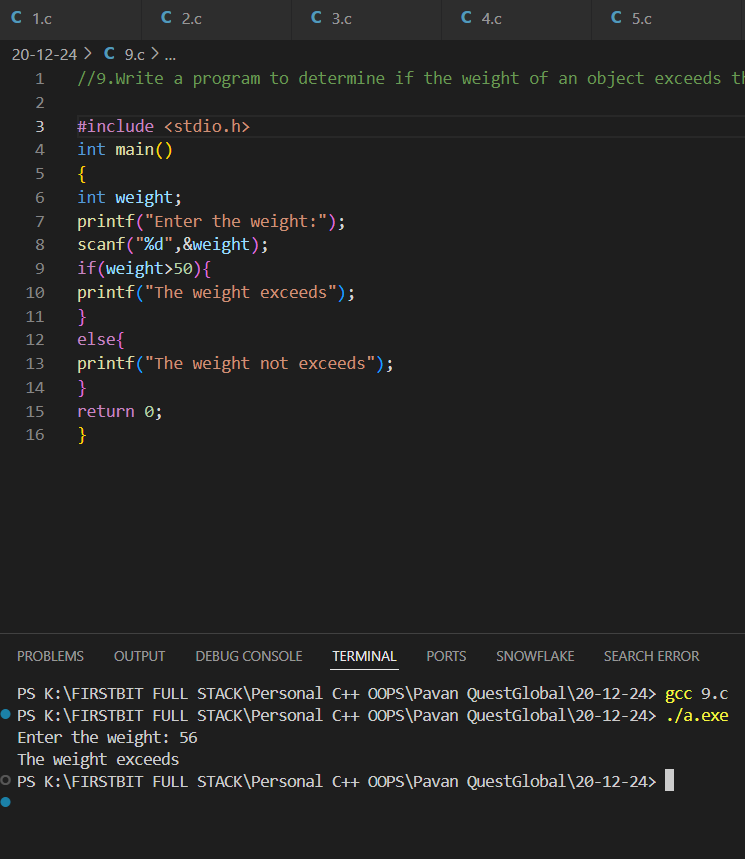 C 1.c C 2.c C 3.c C 4.c C 5.c
20-12-24 > C 9.c > ...
1 //9.Write a program to determine if the weight of an object exceeds th
2
3 #include <stdio.h>
4 int main()
5 {
6 int weight;
7 printf("Enter the weight:");
8 scanf("%d",&weight);
9 if(weight>50){
10 printf("The weight exceeds");
11 }
12 else{
13 printf("The weight not exceeds");
14 }
15 return 0;
16 }
PROBLEMS OUTPUT DEBUG CONSOLE TERMINAL PORTS SNOWFLAKE SEARCH ERROR
PS K:\FIRSTBIT FULL STACK\Personal C++ OOPS\Pavan QuestGlobal\20-12-24> gcc 9.c
PS K:\FIRSTBIT FULL STACK\Personal C++ OOPS\Pavan QuestGlobal\20-12-24> ./a.exe
Enter the weight: 56
The weight exceeds
PS K:\FIRSTBIT FULL STACK\Personal C++ OOPS\Pavan QuestGlobal\20-12-24>